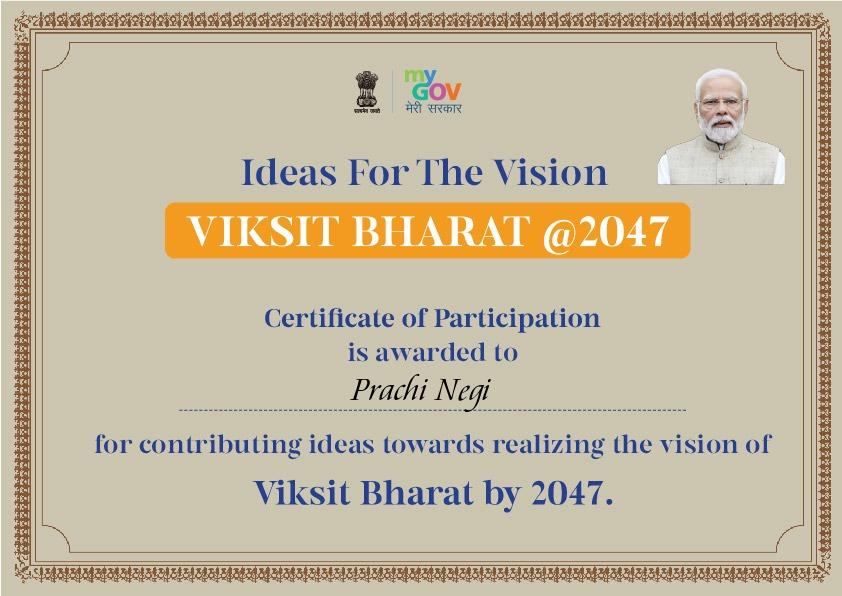 सत्यमेव जयते
my
GOV
मेरी सरकार
Ideas For The Vision
VIKSIT BHARAT @2047
Certificate of Participation
is awarded to
Prachi Negi
for contributing ideas towards realizing the vision of
Viksit Bharat by 2047.